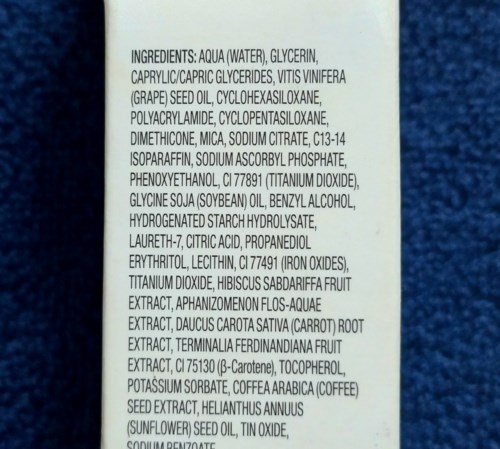 INGREDIENTS: AQUA (WATER), GLYCERIN,
CAPRYLIC/CAPRIC GLYCERIDES, VITIS VINIFERA
(GRAPE) SEED OIL, CYCLOHEXASILOXANE,
POLYACRYLAMIDE, CYCLOPENTASILOXANE,
DIMETHICONE, MICA, SODIUM CITRATE, C13-14
ISOPARAFFIN, SODIUM ASCORBYL PHOSPHATE,
PHENOXYETHANOL, CI 77891 (TITANIUM DIOXIDE),
GLYCINE SOJA (SOYBEAN) OIL, BENZYL ALCOHOL,
HYDROGENATED STARCH HYDROLYSATE,
LAURETH-7, CITRIC ACID, PROPANEDIOL
ERYTHRITOL, LECITHIN, CI 77491 (IRON OXIDES),
TITANIUM DIOXIDE, HIBISCUS SABDARIFFA FRUIT
EXTRACT, APHANIZOMENON FLOS-AQUAE
EXTRACT, DAUCUS CAROTA SATIVA (CARROT) ROOT
EXTRACT, TERMINALIA FERDINANDIANA FRUIT
EXTRACT, CI 75130 (β-Carotene), TOCOPHEROL,
POTASSIUM SORBATE, COFFEA ARABICA (COFFEE)
SEED EXTRACT, HELIANTHUS ANNUUS
(SUNFLOWER) SEED OIL, TIN OXIDE,
SODIUM BENZOATE